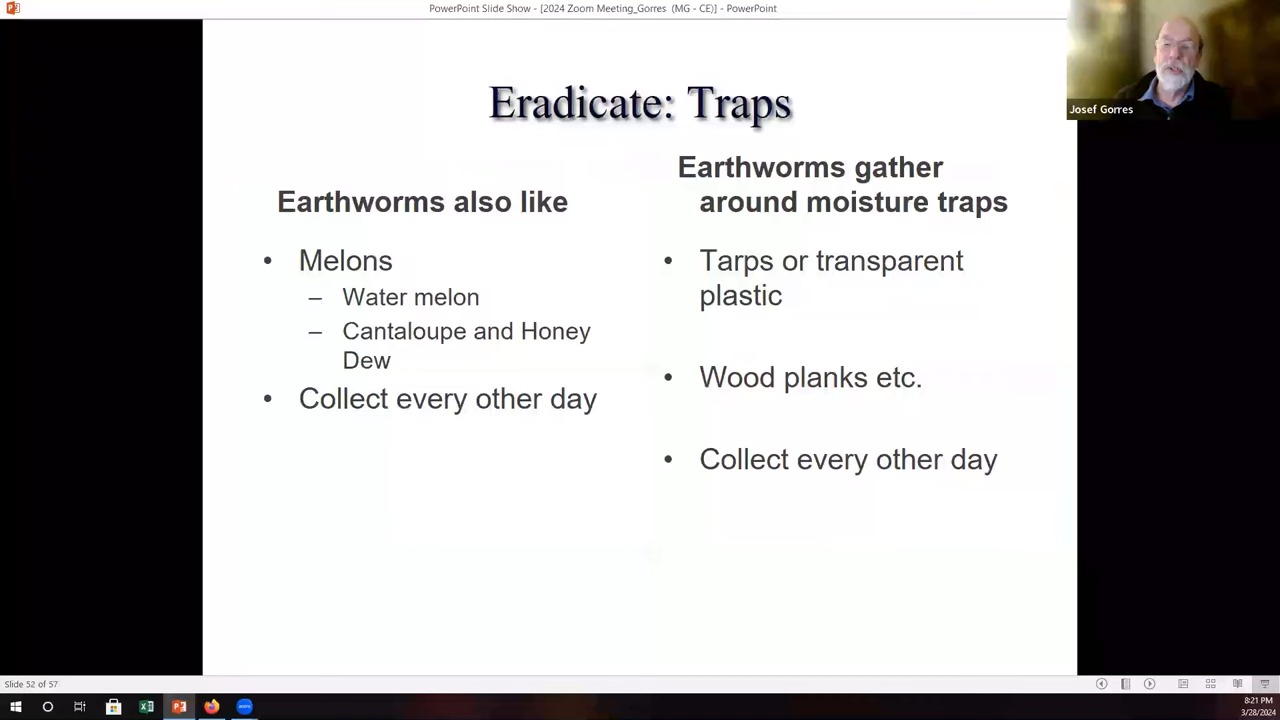 PowerPoint Slide Show - [2024 Zoom Meeting_Gorres (MG - CE)] - PowerPoint
Josef Gorres
Eradicate: Traps
Earthworms also like
• Melons
– Water melon
– Cantaloupe and Honey
Dew
• Collect every other day
Earthworms gather
around moisture traps
• Tarps or transparent
plastic
• Wood planks etc.
• Collect every other day
Slide 52 of 57
8:21 PM
3/28/2024